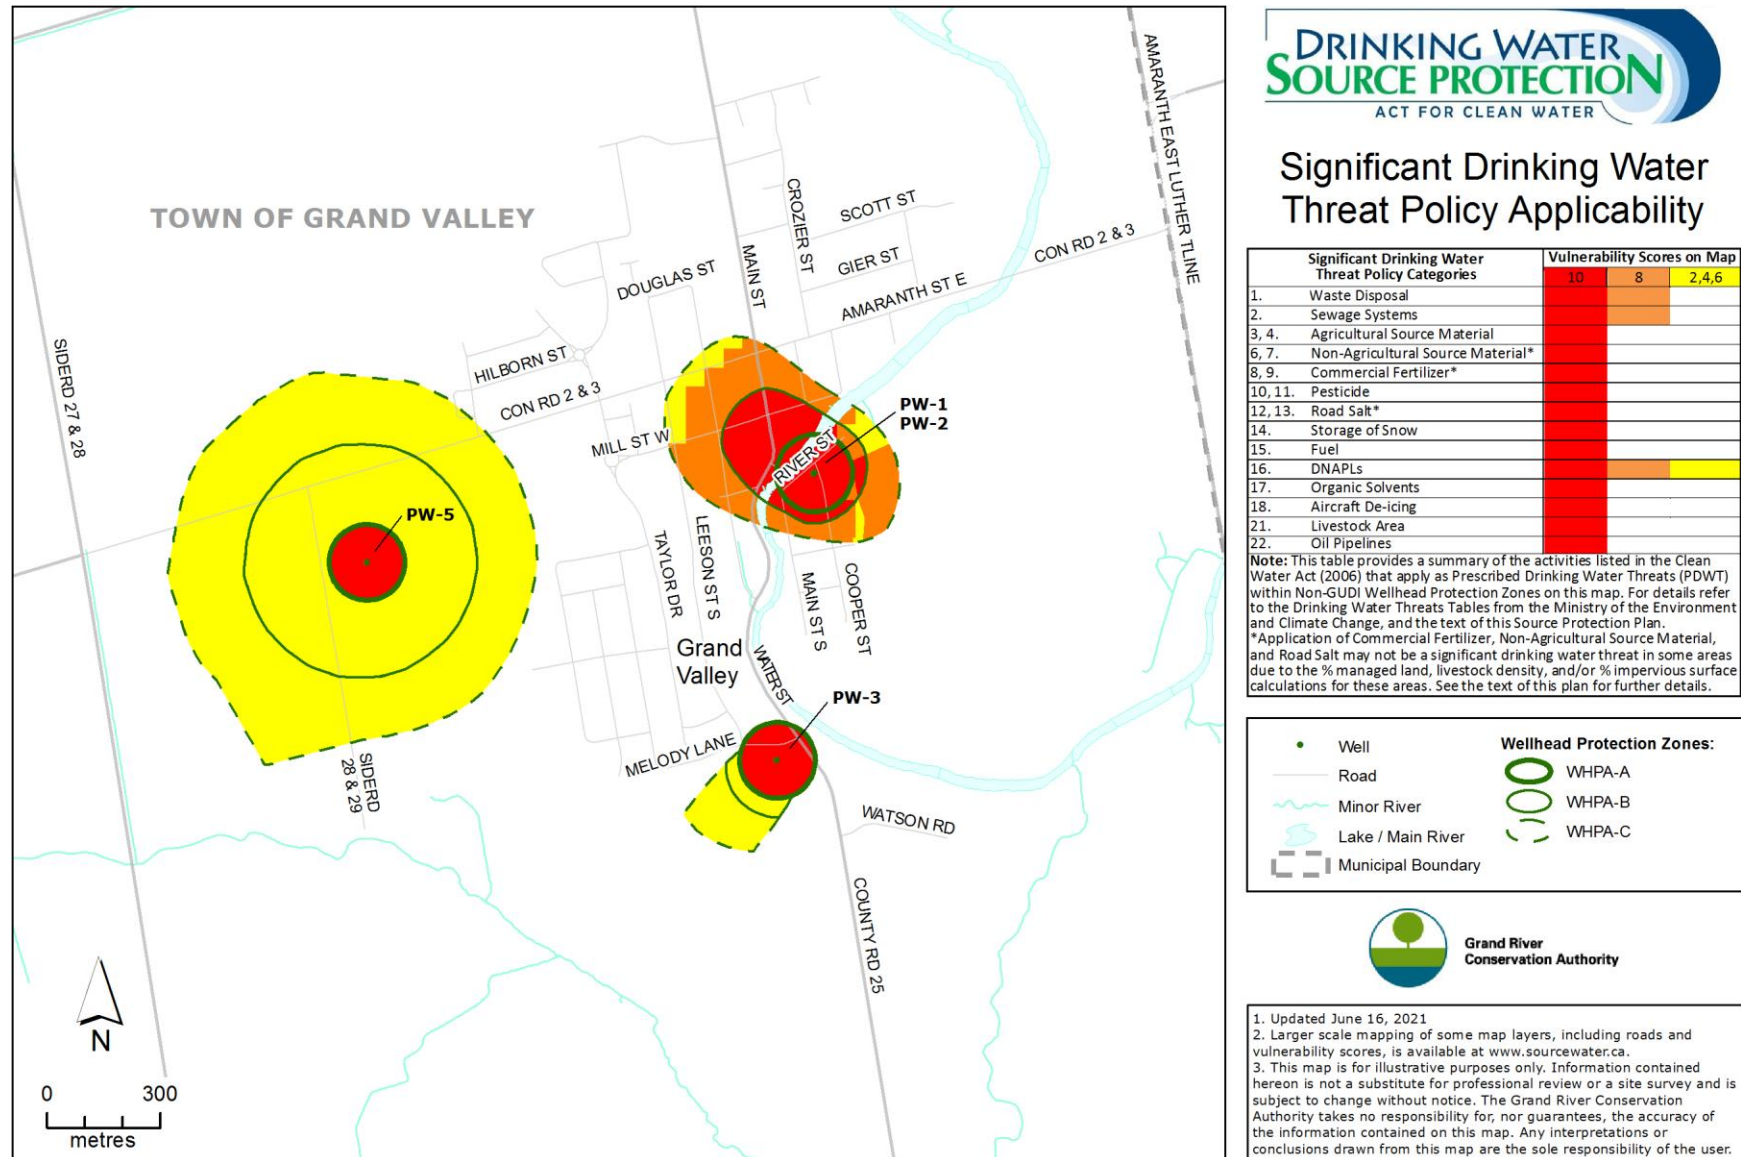 TOWN OF GRAND VALLEY
AMARANTH EAST LUTHER TLINE
SIDERD 27 & 28
MAIN ST
CROZIER ST
SCOTT ST
GIER ST
CON RD 2 & 3
AMARANTH ST E
DOUGLAS ST
HILBORN ST
CON RD 2 & 3
MILL ST W
RIVER ST
PW-1
PW-2
PW-5
TAYLOR DR
LEESON ST S
MAIN ST S
COOPER ST
Grand
Valley
WATER ST
PW-3
MELODY LANE
SIDERD
28 & 29
WATSON RD
COUNTY RD 25
N
0 300
metres
DRINKING WATER
SOURCE PROTECTION
ACT FOR CLEAN WATER
Significant Drinking Water
Threat Policy Applicability
Significant Drinking Water Vulnerability Scores on Map
Threat Policy Categories 10 8 2,4,6
1. Waste Disposal
2. Sewage Systems
3, 4. Agricultural Source Material
6, 7. Non-Agricultural Source Material*
8, 9. Commercial Fertilizer*
10, 11. Pesticide
12, 13. Road Salt*
14. Storage of Snow
15. Fuel
16. DNAPLs
17. Organic Solvents
18. Aircraft De-icing
21. Livestock Area
22. Oil Pipelines
Note: This table provides a summary of the activities listed in the Clean
Water Act (2006) that apply as Prescribed Drinking Water Threats (PDWT)
within Non-GUDI Wellhead Protection Zones on this map. For details refer
to the Drinking Water Threats Tables from the Ministry of the Environment
and Climate Change, and the text of this Source Protection Plan.
*Application of Commercial Fertilizer, Non-Agricultural Source Material,
and Road Salt may not be a significant drinking water threat in some areas
due to the % managed land, livestock density, and/or % impervious surface
calculations for these areas. See the text of this plan for further details.
Well
Road
Minor River
Lake / Main River
Municipal Boundary
Wellhead Protection Zones:
WHPA-A
WHPA-B
WHPA-C
Grand River
Conservation Authority
1. Updated June 16, 2021
2. Larger scale mapping of some map layers, including roads and
vulnerability scores, is available at www.sourcewater.ca.
3. This map is for illustrative purposes only. Information contained
hereon is not a substitute for professional review or a site survey and is
subject to change without notice. The Grand River Conservation
Authority takes no responsibility for, nor guarantees, the accuracy of
the information contained on this map. Any interpretations or
conclusions drawn from this map are the sole responsibility of the user.